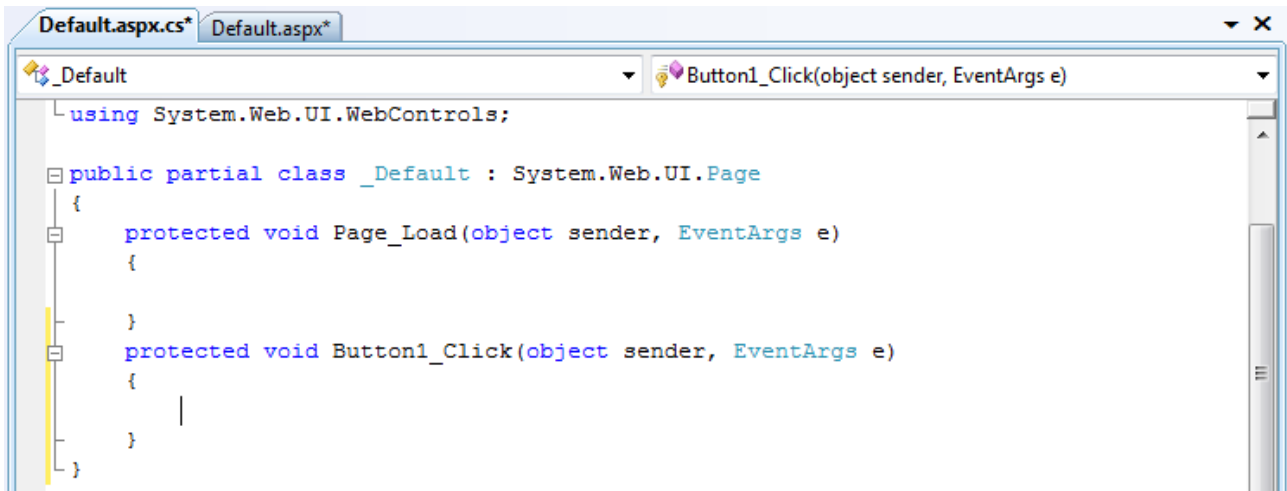 Default.aspx.cs* Default.aspx*
_Default Button1_Click(object sender, EventArgs e)
using System.Web.UI.WebControls;
public partial class _Default : System.Web.UI.Page
{
protected void Page_Load(object sender, EventArgs e)
{
}
protected void Button1_Click(object sender, EventArgs e)
{
}
}